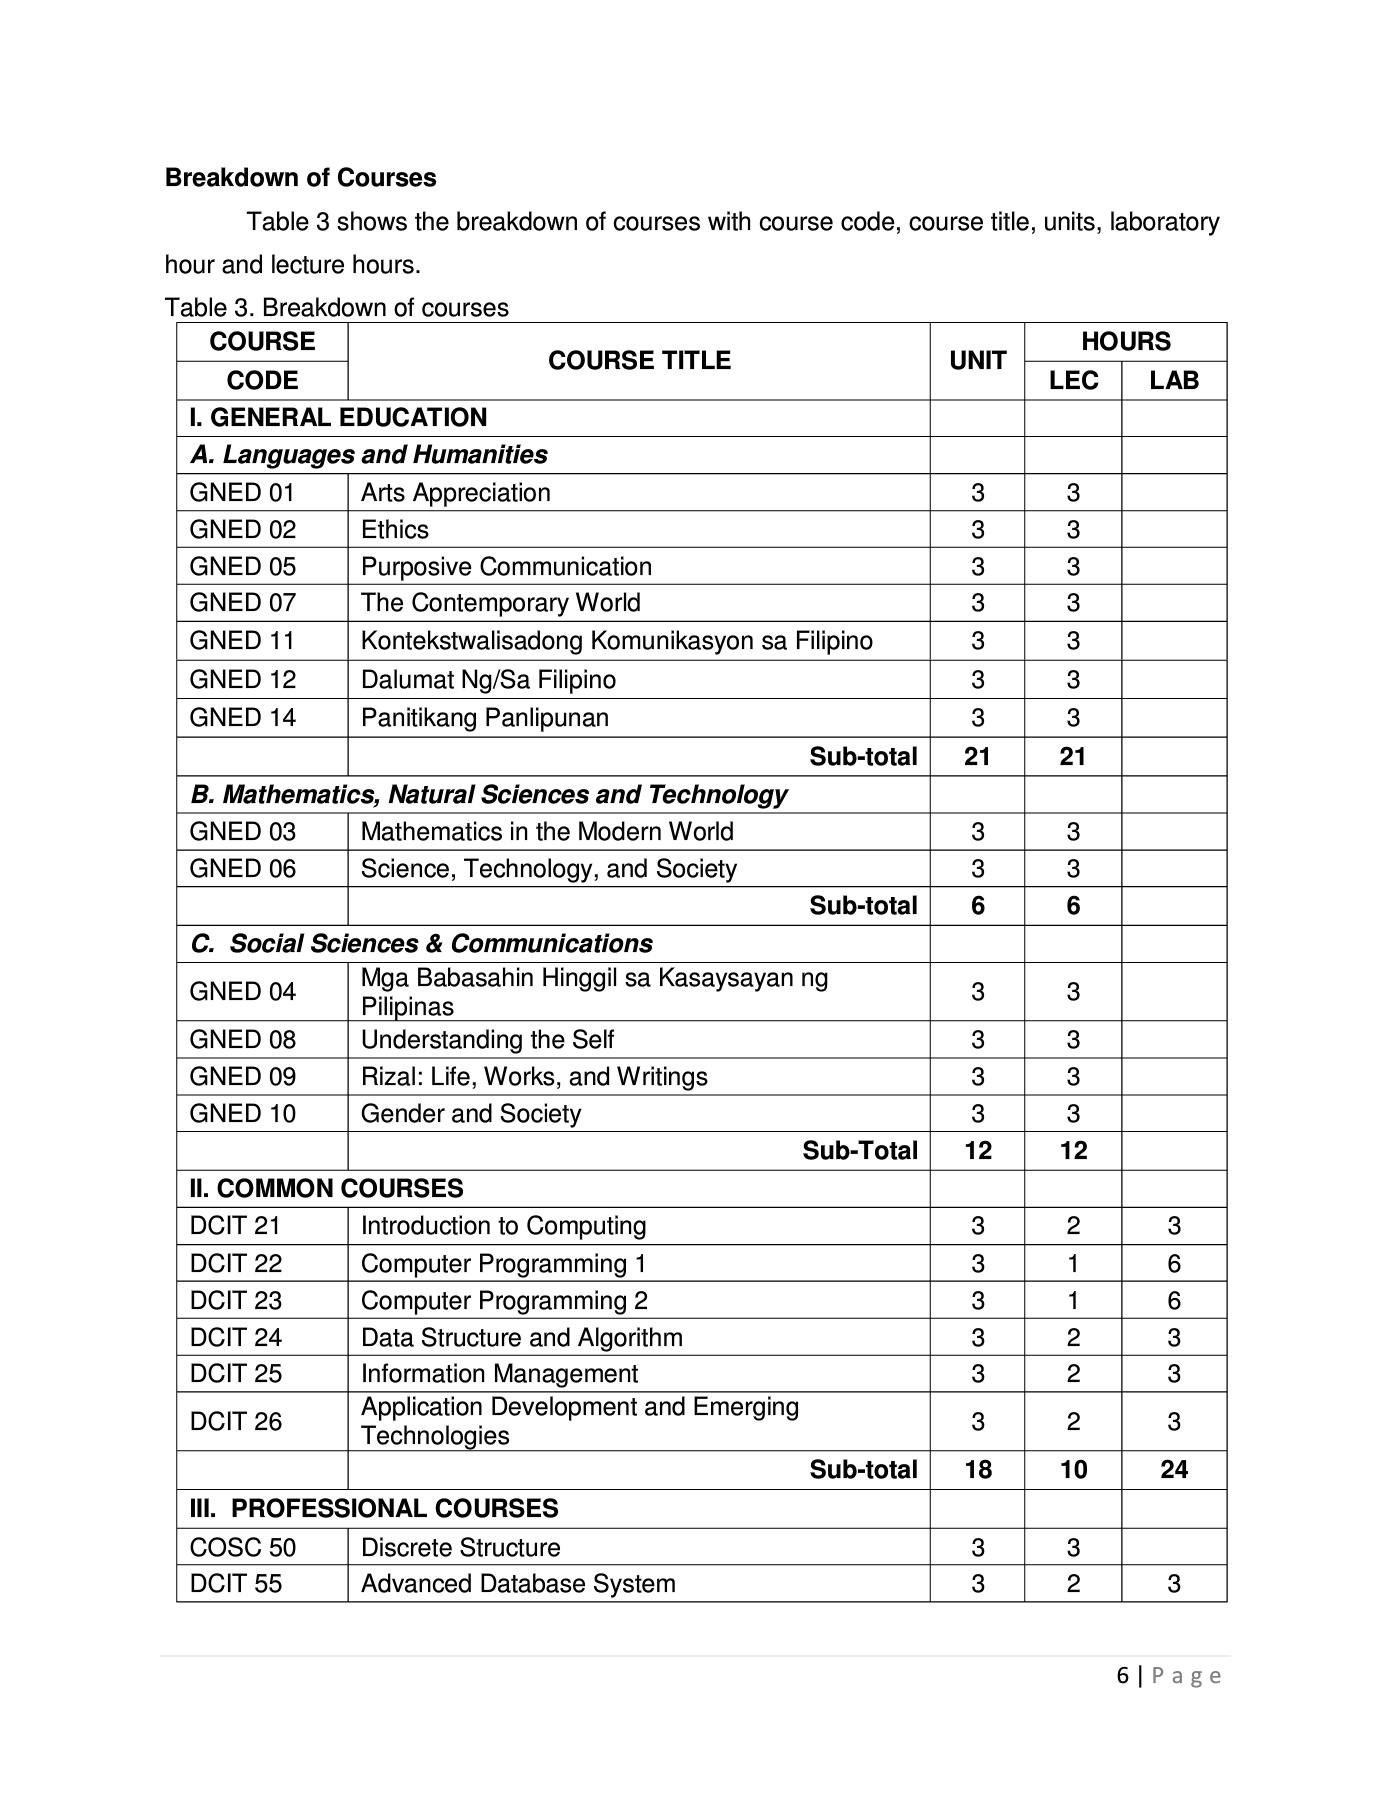 Breakdown of Courses
Table 3 shows the breakdown of courses with course code, course title, units, laboratory
hour and lecture hours.
Table 3. Breakdown of courses
COURSE CODE COURSE TITLE UNIT HOURS
LEC LAB
I. GENERAL EDUCATION
A. Languages and Humanities
GNED 01 Arts Appreciation 3 3
GNED 02 Ethics 3 3
GNED 05 Purposive Communication 3 3
GNED 07 The Contemporary World 3 3
GNED 11 Kontekstwalisadong Komunikasyon sa Filipino 3 3
GNED 12 Dalumat Ng/Sa Filipino 3 3
GNED 14 Panitikang Panlipunan 3 3
Sub-total 21 21
B. Mathematics, Natural Sciences and Technology
GNED 03 Mathematics in the Modern World 3 3
GNED 06 Science, Technology, and Society 3 3
Sub-total 6 6
C. Social Sciences & Communications
GNED 04 Mga Babasahin Hinggil sa Kasaysayan ng
Pilipinas 3 3
GNED 08 Understanding the Self 3 3
GNED 09 Rizal: Life, Works, and Writings 3 3
GNED 10 Gender and Society 3 3
Sub-Total 12 12
II. COMMON COURSES
DCIT 21 Introduction to Computing 3 2 3
DCIT 22 Computer Programming 1 3 1 6
DCIT 23 Computer Programming 2 3 1 6
DCIT 24 Data Structure and Algorithm 3 2 3
DCIT 25 Information Management 3 2 3
DCIT 26 Application Development and Emerging
Technologies 3 2 3
Sub-total 18 10 24
III. PROFESSIONAL COURSES
COSC 50 Discrete Structure 3 3
DCIT 55 Advanced Database System 3 2 3
6 | Page